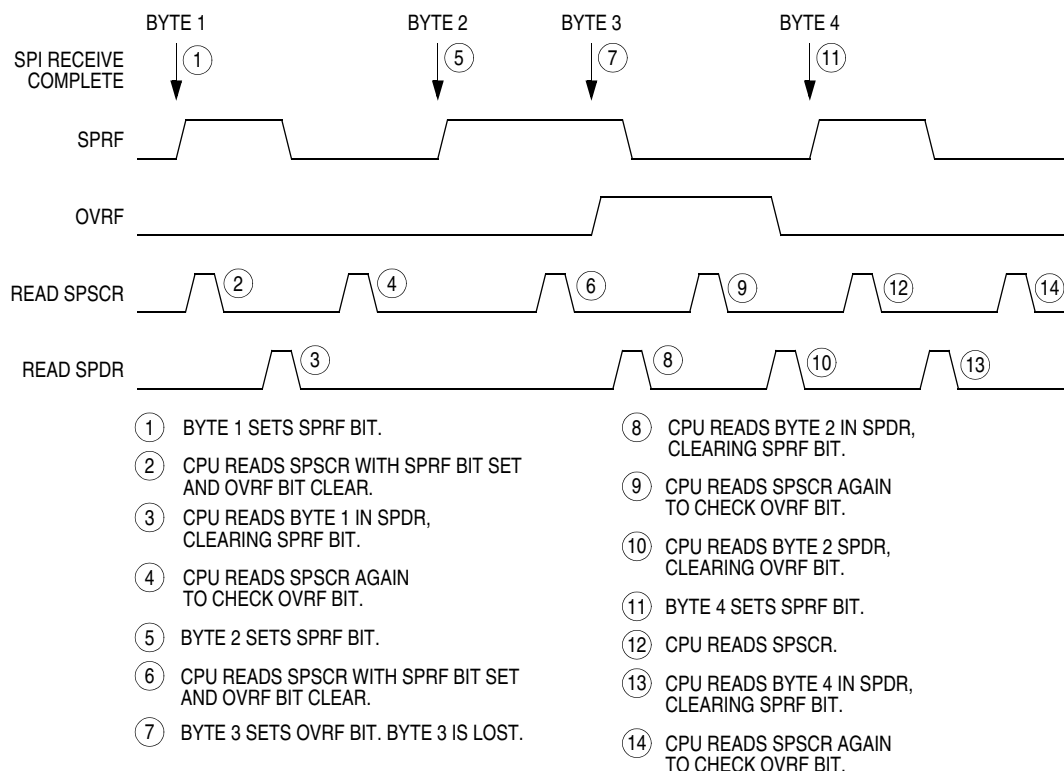 BYTE 1
BYTE 2
BYTE 3
BYTE 4
SPI RECEIVE
COMPLETE
1
5
7
11
SPRF
OVRF
READ SPSCR
2
4
6
9
12
14
READ SPDR
3
8
10
13
1 BYTE 1 SETS SPRF BIT.
2 CPU READS SPSCR WITH SPRF BIT SET
AND OVRF BIT CLEAR.
3 CPU READS BYTE 1 IN SPDR,
CLEARING SPRF BIT.
4 CPU READS SPSCR AGAIN
TO CHECK OVRF BIT.
5 BYTE 2 SETS SPRF BIT.
6 CPU READS SPSCR WITH SPRF BIT SET
AND OVRF BIT CLEAR.
7 BYTE 3 SETS OVRF BIT. BYTE 3 IS LOST.
8 CPU READS BYTE 2 IN SPDR,
CLEARING SPRF BIT.
9 CPU READS SPSCR AGAIN
TO CHECK OVRF BIT.
10 CPU READS BYTE 2 SPDR,
CLEARING OVRF BIT.
11 BYTE 4 SETS SPRF BIT.
12 CPU READS SPSCR.
13 CPU READS BYTE 4 IN SPDR,
CLEARING SPRF BIT.
14 CPU READS SPSCR AGAIN
TO CHECK OVRF BIT.